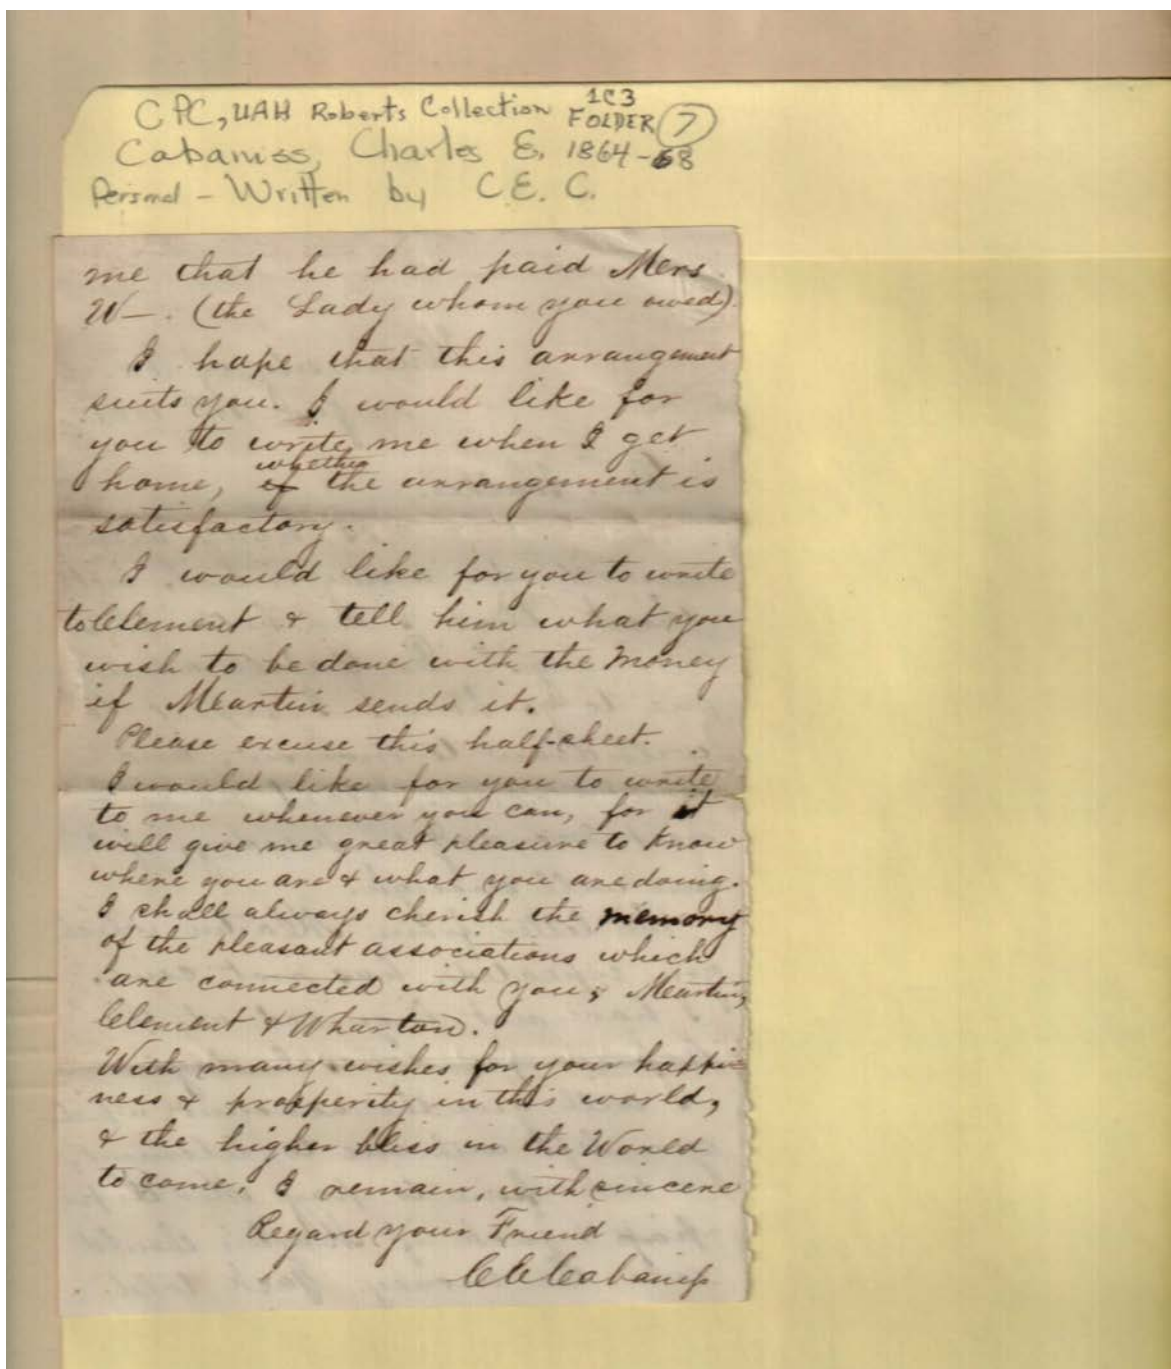 CPC, UAH Roberts Collection 1C3 FOLDER 7
Cabaniss, Charles E. 1864-68
Personal - Written by C.E.C.
me that he had paid Mers
W—. (the Lady whom you owed).
I hope that this arrangement
suits you. I would like for
you to write me when I get
home, if whether the arrangement is
satisfactory.
I would like for you to write
to Clement & tell him what you
wish to be done with the money
if Meartin sends it.
Please excuse this half-sheet.
I would like for you to write
to me whenever you can, for it
will give me great pleasure to know
where you are & what you are doing.
I shall always cherish the memory
of the pleasant associations which
are connected with you, Meartin,
Clement & Wharton.
With many wishes for your happi-
ness & prosperity in this world,
& the higher bliss in the World
to come, I remain, with sincere
Regard your Friend
C E Cabaniss